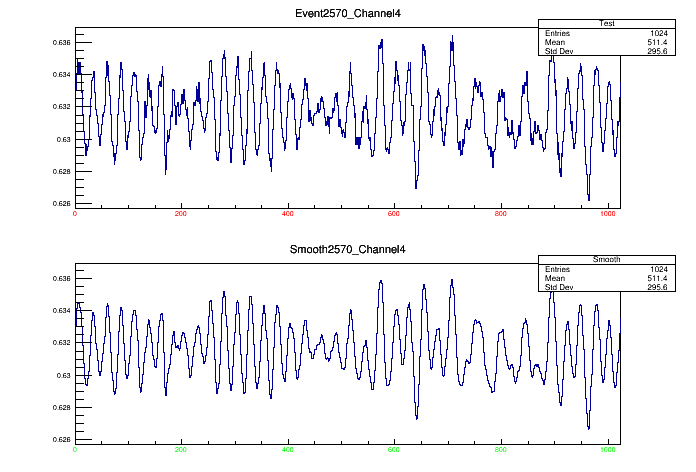 Event2570_Channel4
Test
Entries 1024
Mean 511.4
Std Dev 295.6
0.636
0.634
0.632
0.63
0.628
0.626
0 200 400 600 800 1000
Smooth2570_Channel4
Smooth
Entries 1024
Mean 511.4
Std Dev 295.6
0.636
0.634
0.632
0.63
0.628
0.626
0 200 400 600 800 1000